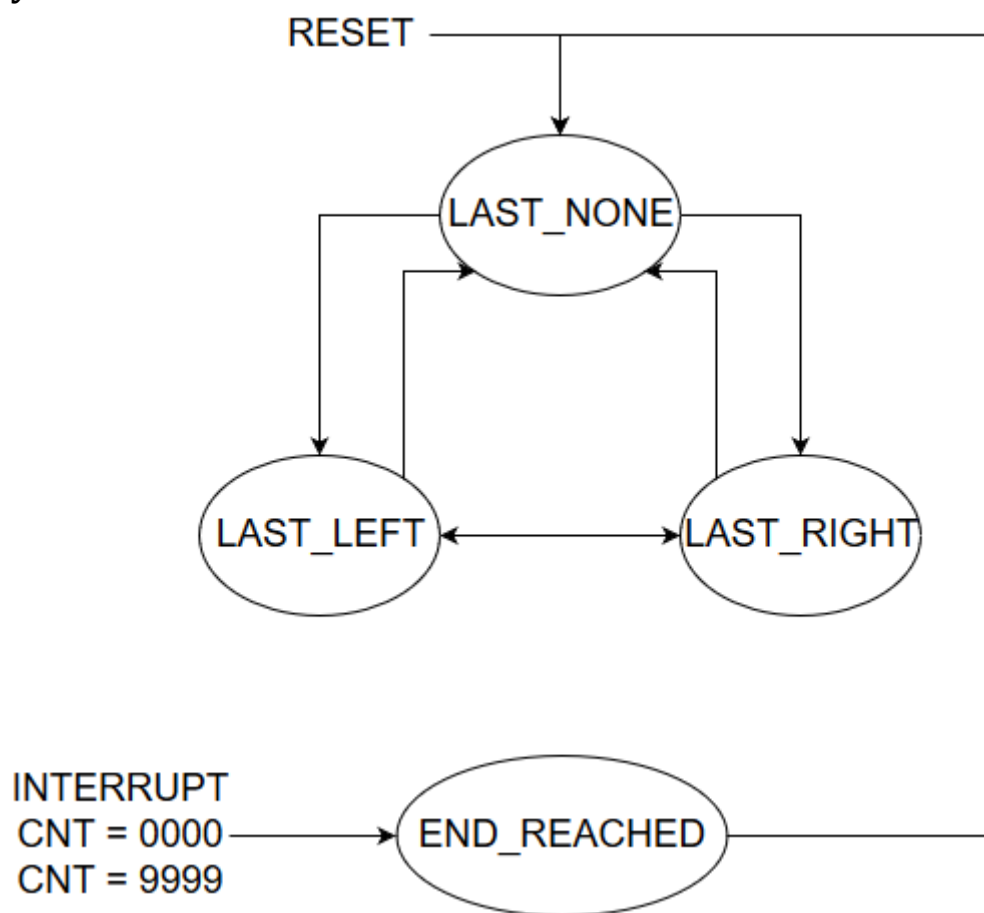 RESET
LAST_NONE
LAST_LEFT
LAST_RIGHT
INTERRUPT
CNT = 0000
CNT = 9999
END_REACHED